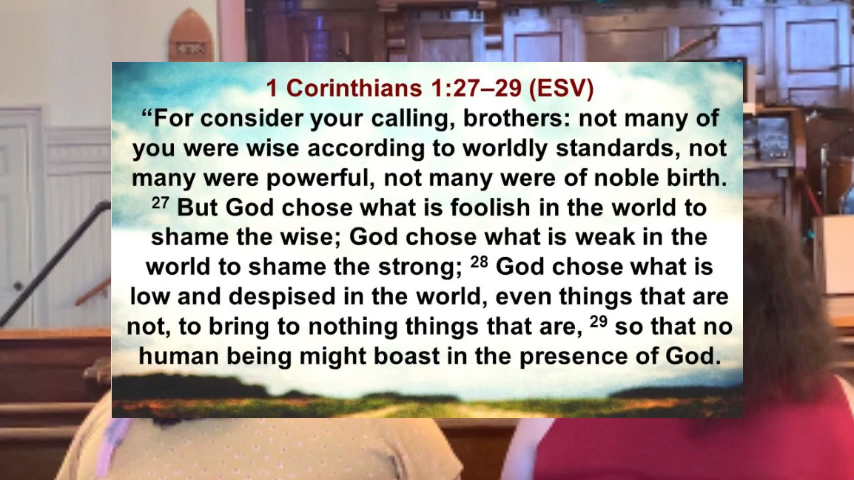 1 Corinthians 1:27–29 (ESV)
“For consider your calling, brothers: not many of
you were wise according to worldly standards, not
many were powerful, not many were of noble birth.
27 But God chose what is foolish in the world to
shame the wise; God chose what is weak in the
world to shame the strong; 28 God chose what is
low and despised in the world, even things that are
not, to bring to nothing things that are, 29 so that no
human being might boast in the presence of God.